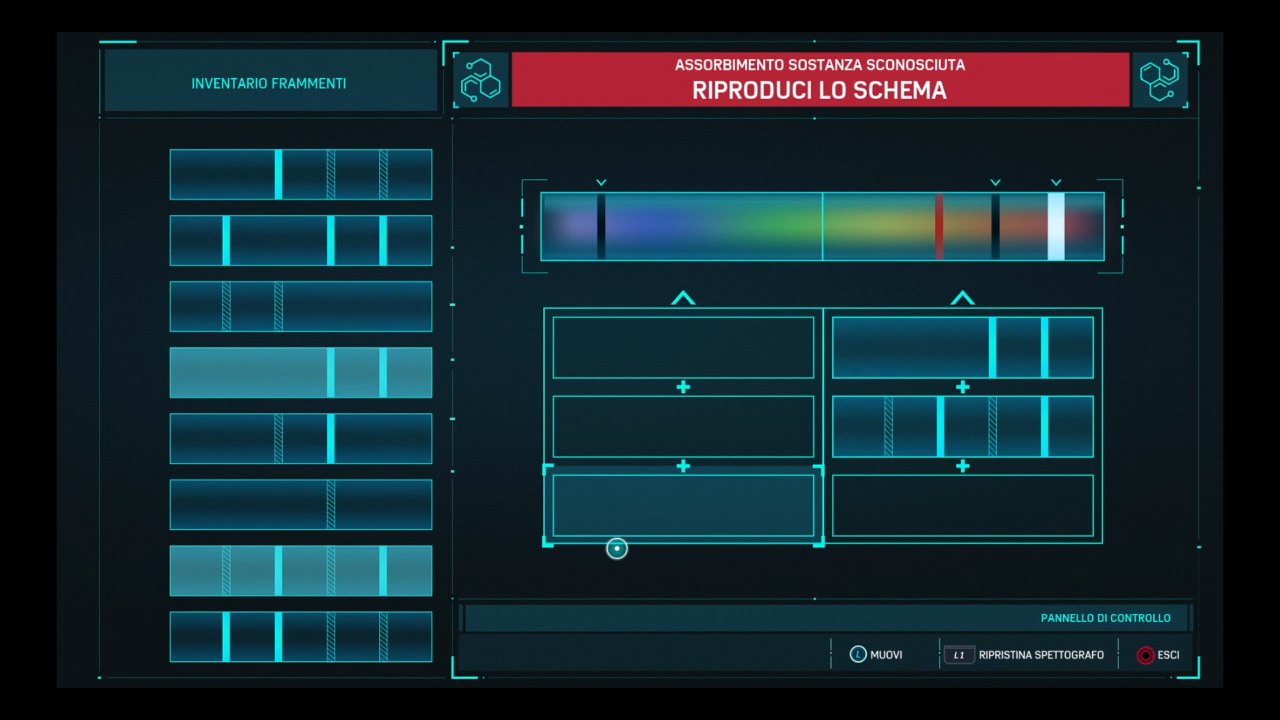 INVENTARIO FRAMMENTI
ASSORBIMENTO SOSTANZA SCONOSCIUTA
RIPRODUCI LO SCHEMA
PANNELLO DI CONTROLLO
L MUOVI
L1 RIPRISTINA SPETTOGRAFO
ESCI